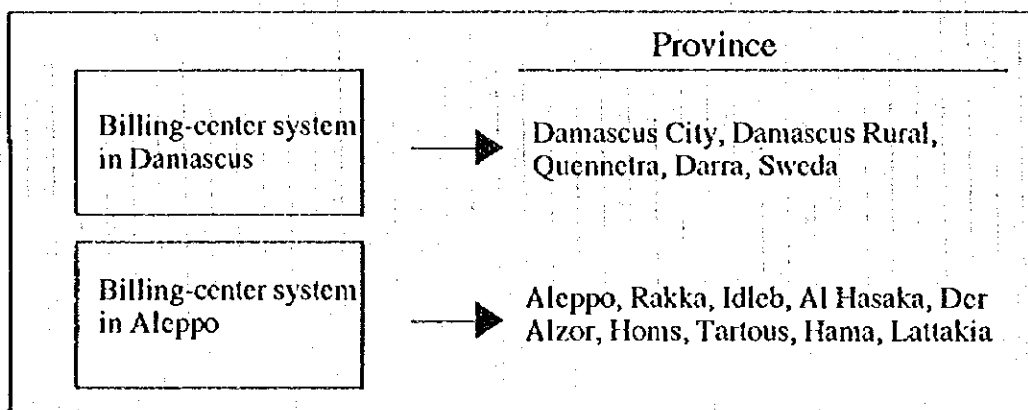 Province
Billing-center system
in Damascus
Damascus City, Damascus Rural,
Quennetra, Darra, Sweda
Billing-center system
in Aleppo
Aleppo, Rakka, Idleb, Al Hasaka, Der
Alzor, Homs, Tartous, Hama, Lattakia